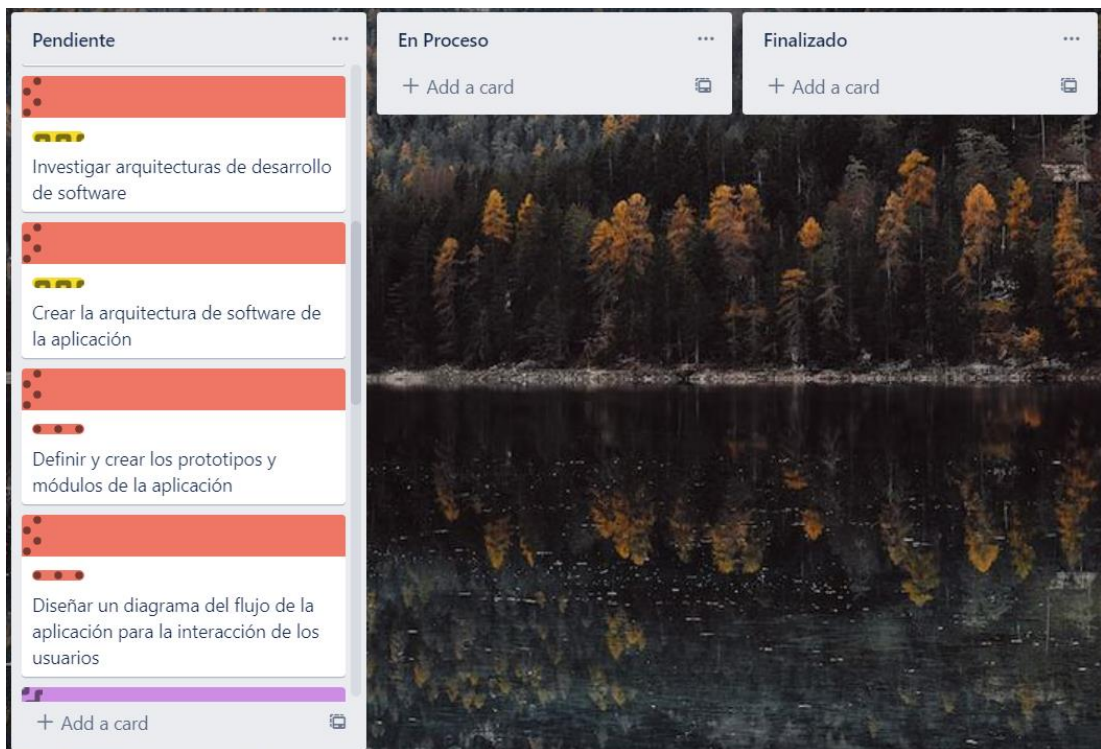 Pendiente
Investigar arquitecturas de desarrollo
de software
Crear la arquitectura de software de
la aplicación
Definir y crear los prototipos y
módulos de la aplicación
Diseñar un diagrama del flujo de la
aplicación para la interacción de los
usuarios
+ Add a card
En Proceso
+ Add a card
Finalizado
+ Add a card